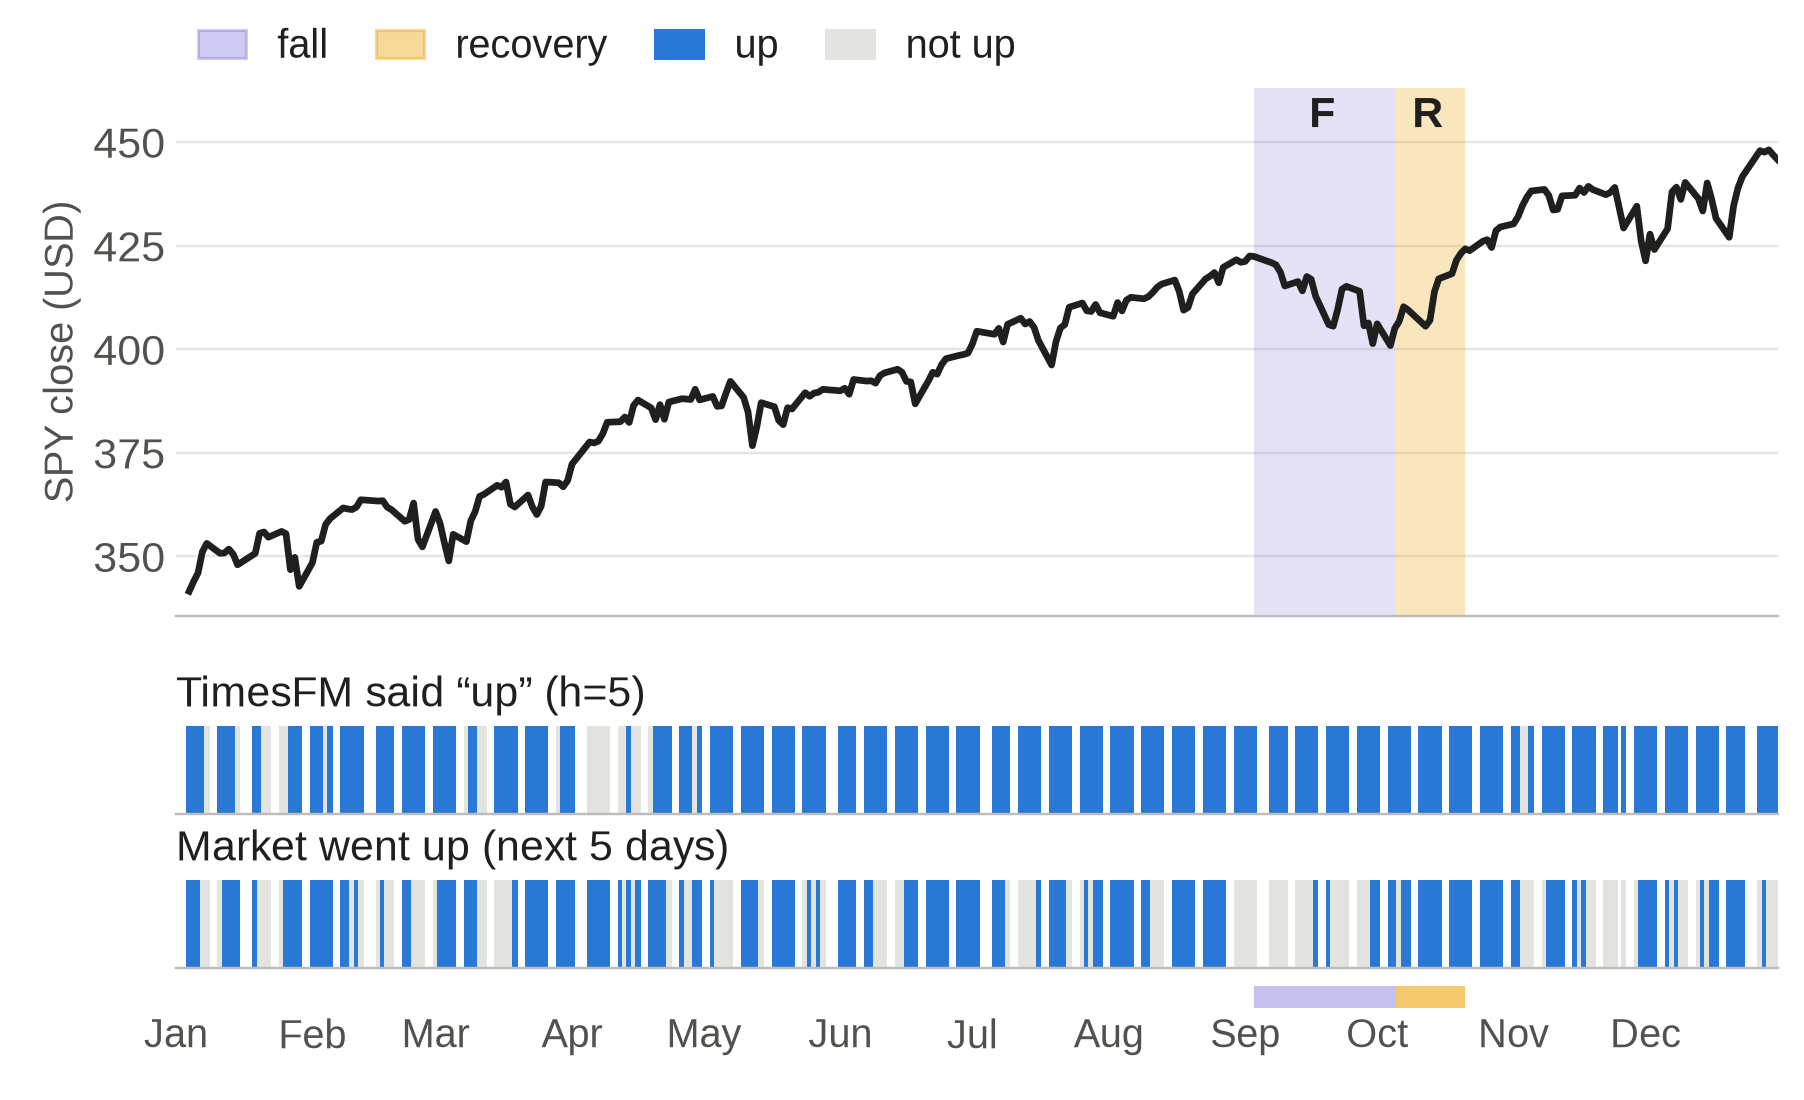 fall recovery up not up
F R
450
425
400
375
350
SPY close (USD)
TimesFM said “up” (h=5)
Market went up (next 5 days)
Jan Feb Mar Apr May Jun Jul Aug Sep Oct Nov Dec